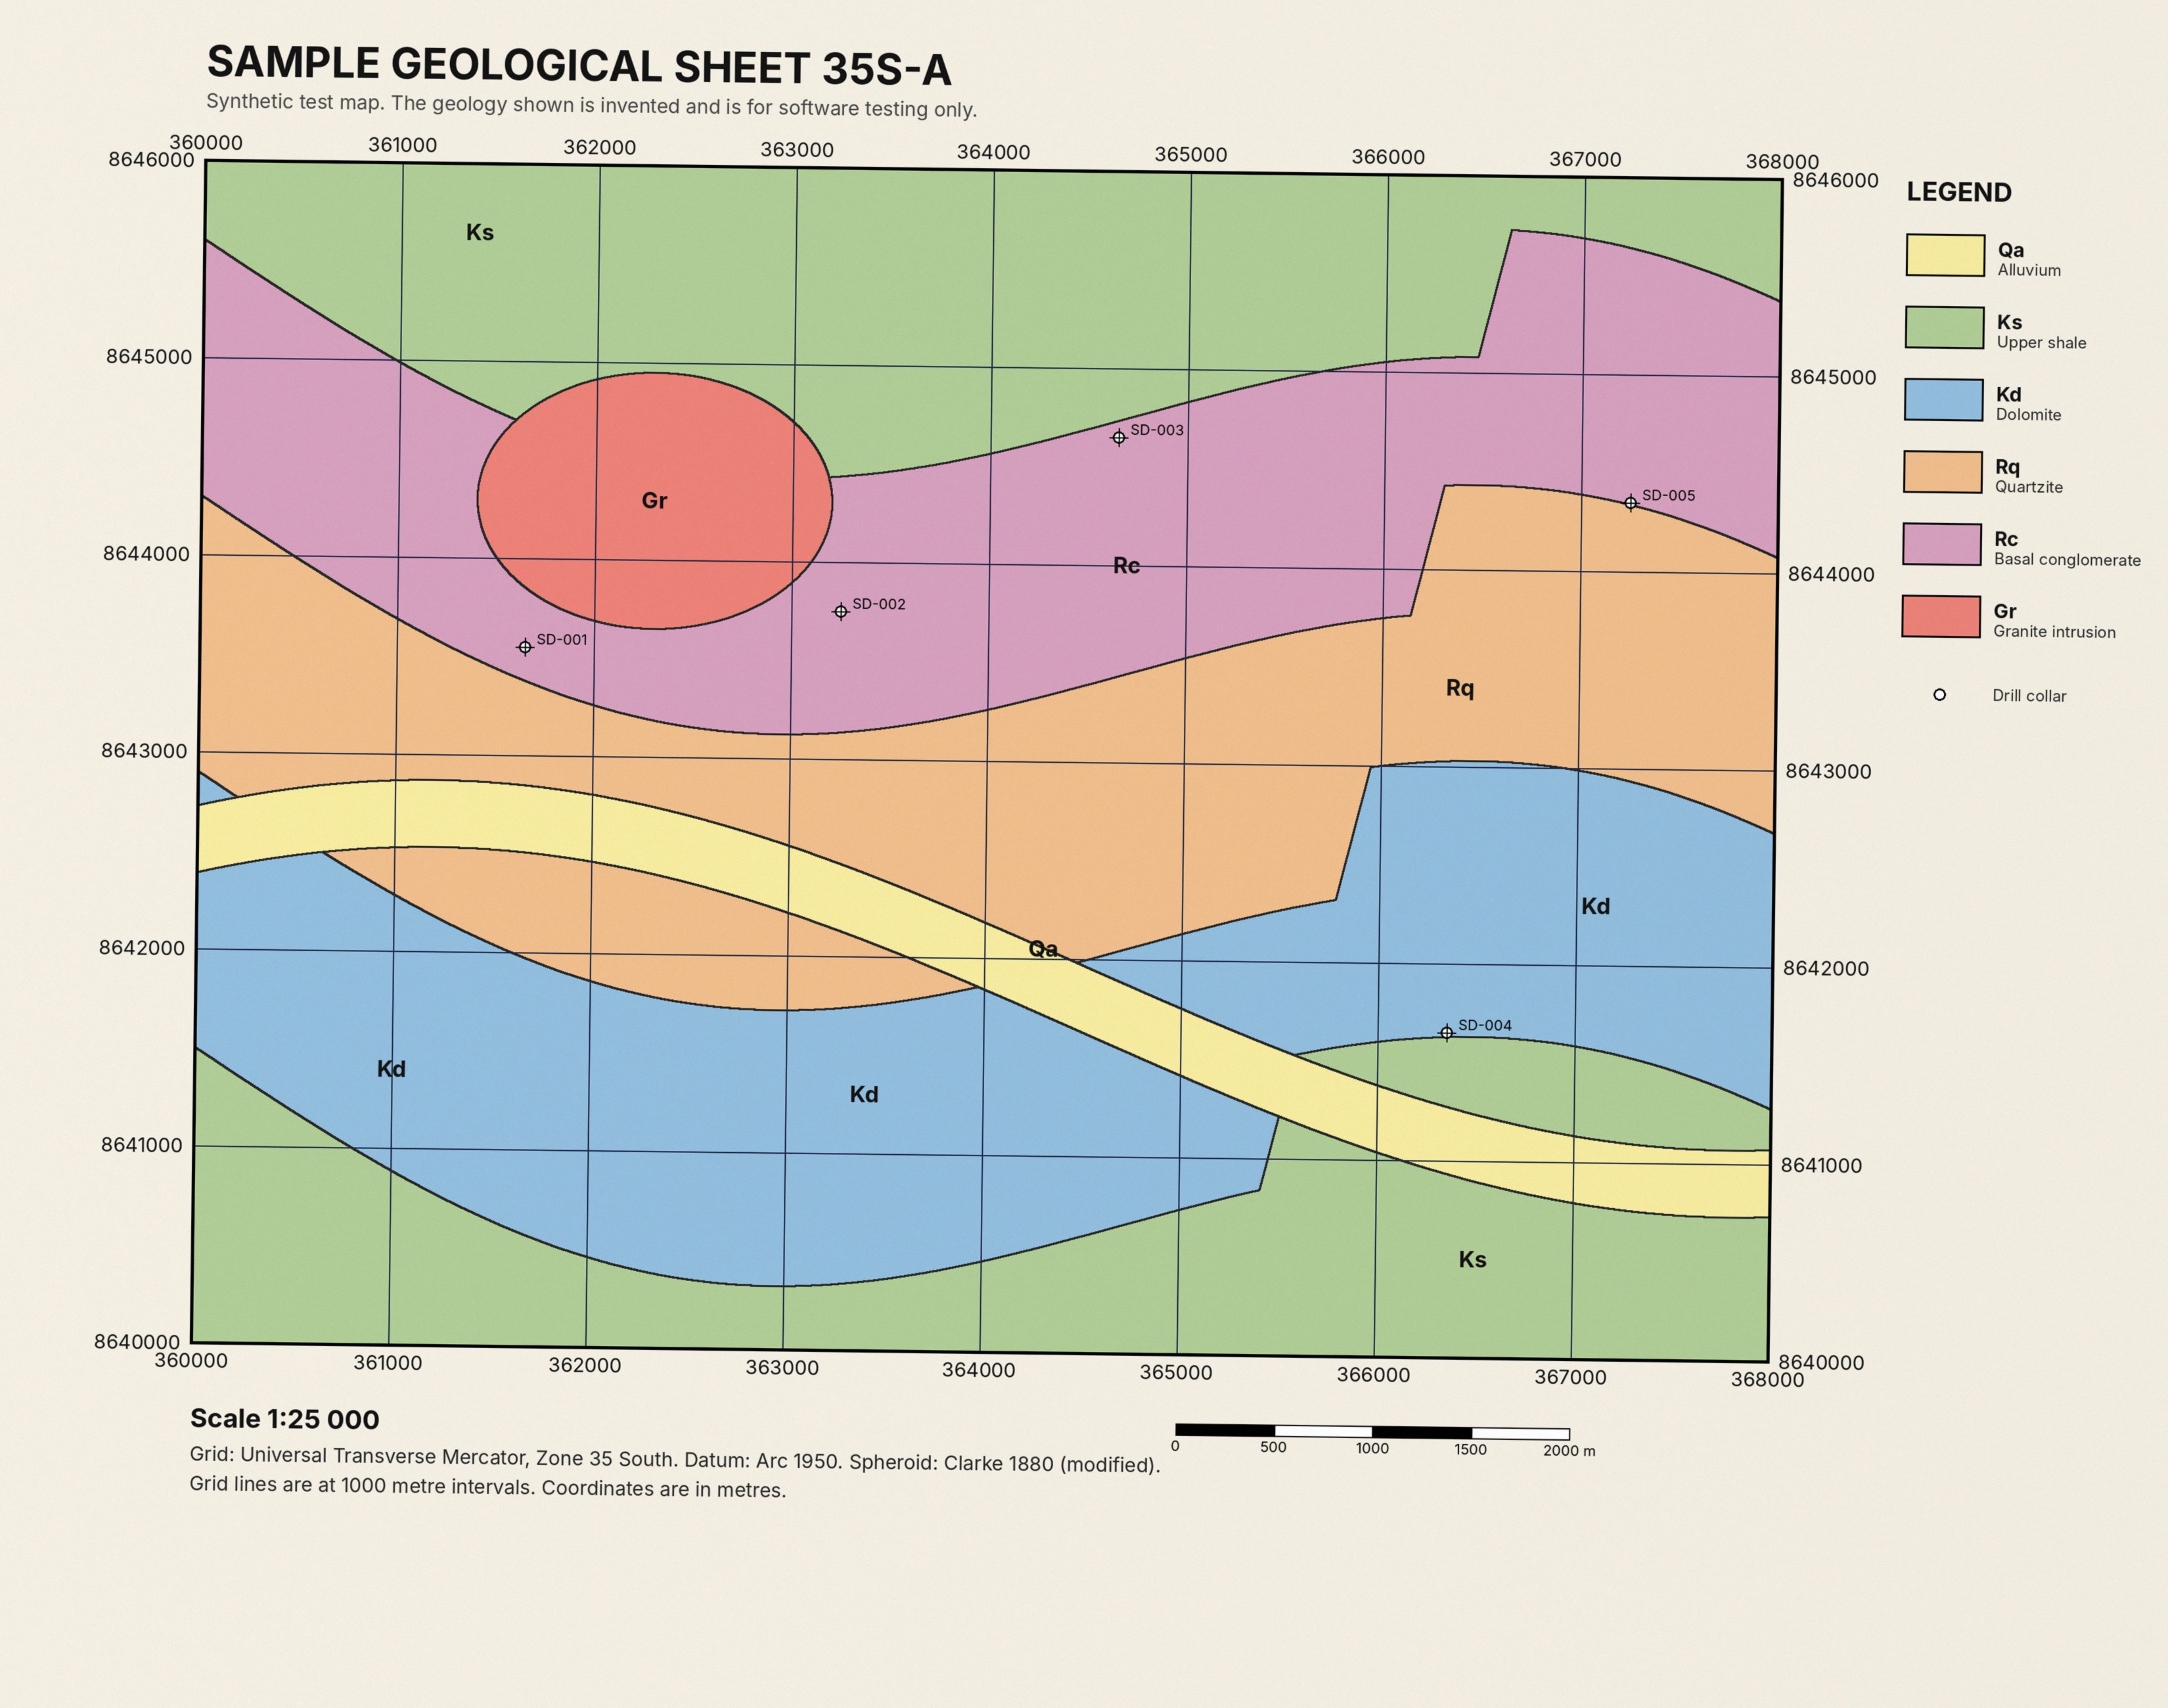 SAMPLE GEOLOGICAL SHEET 35S-A
Synthetic test map. The geology shown is invented and is for software testing only.
360000 361000 362000 363000 364000 365000 366000 367000 368000
8646000 8646000
LEGEND
Qa
Alluvium
Ks
Ks
Upper shale
8645000 8645000
Kd
Dolomite
SD-003
Rq
Quartzite
Gr
SD-005
8644000 8644000
Rc
Rc
Basal conglomerate
SD-002
SD-001
Gr
Granite intrusion
Rq
Drill collar
8643000 8643000
Kd
Qa
8642000 8642000
SD-004
Kd
Kd
8641000 8641000
Ks
8640000 8640000
360000 361000 362000 363000 364000 365000 366000 367000 368000
Scale 1:25 000
0 500 1000 1500 2000 m
Grid: Universal Transverse Mercator, Zone 35 South. Datum: Arc 1950. Spheroid: Clarke 1880 (modified).
Grid lines are at 1000 metre intervals. Coordinates are in metres.